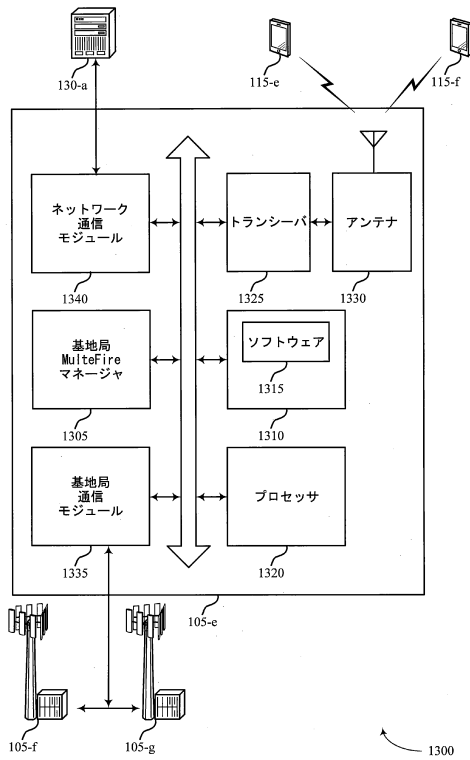 130-a
115-e
115-f
ネットワーク
通信
モジュール
1340
トランシーバ
1325
アンテナ
1330
基地局
MulteFire
マネージャ
1305
ソフトウェア
1315
1310
基地局
通信
モジュール
1335
プロセッサ
1320
105-e
105-f
105-g
1300